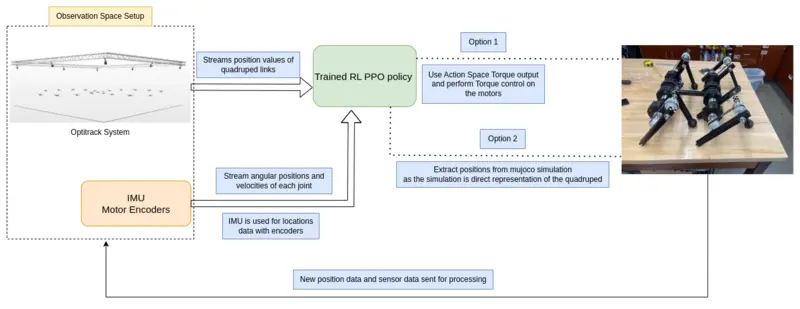 Observation Space Setup
Optitrack System
IMU
Motor Encoders
Streams position values of
quadruped links
Stream angular positions and
velocities of each joint
IMU is used for locations
data with encoders
Trained RL PPO policy
Option 1
Use Action Space Torque output
and perform Torque control on
the motors
Option 2
Extract positions from mujoco simulation
as the simulation is direct representation of the quadruped
New position data and sensor data sent for processing